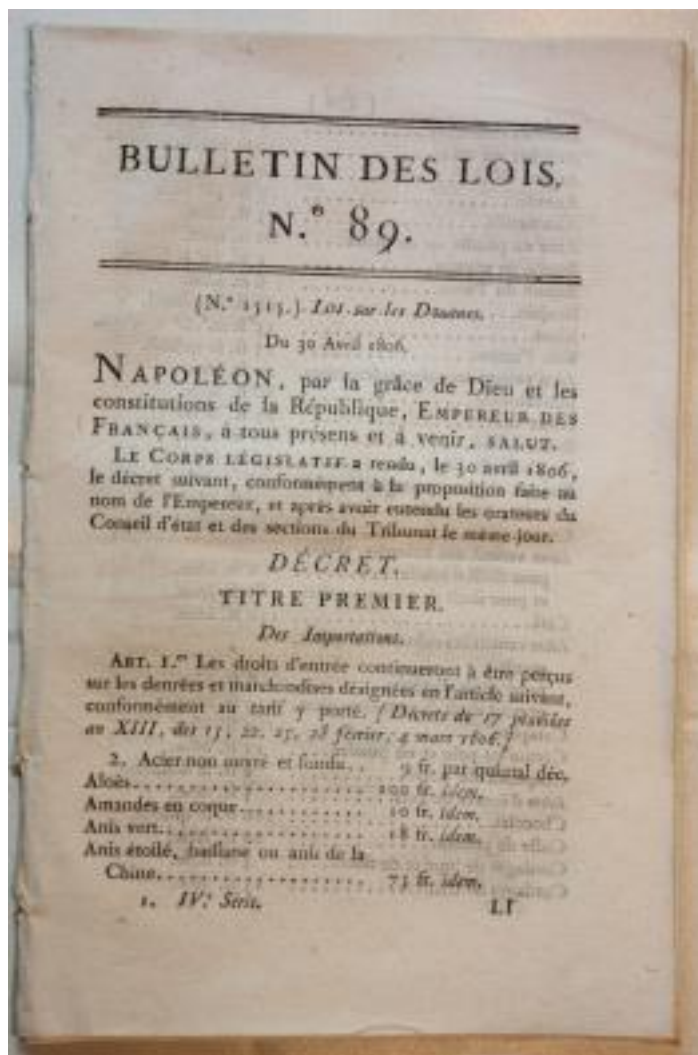 BULLETIN DES LOIS,
N.° 89.
(N.° 1515.) LOI sur les Douanes.
Du 30 Avril 1806.
NAPOLÉON, par la grâce de Dieu et les
constitutions de la République, EMPEREUR DES
FRANÇAIS, à tous présens et à venir, SALUT.
LE CORPS LÉGISLATIF a rendu, le 30 avril 1806,
le décret suivant, conformément à la proposition faite au
nom de l'Empereur, et après avoir entendu les orateurs du
Conseil d'état et des sections du Tribunat le même jour.
DÉCRET.
TITRE PREMIER.
Des Importations.
ART. 1.er Les droits d'entrée continueront à être perçus
sur les denrées et marchandises désignées en l'article suivant,
conformément au tarif y porté. (Décrets du 17 pluviôse
an XIII, des 15, 22, 25, 28 février, 4 mars 1806.)
2. Acier non ouvré et fondu.. 9 fr. par quintal déc.
Aloès.................... 100 fr. idem.
Amandes en coque............ 10 fr. idem.
Anis vert.................... 18 fr. idem.
Anis étoilé, badiane ou anis de la
Chine.................... 73 fr. idem.
1. IV.e Série. Ll